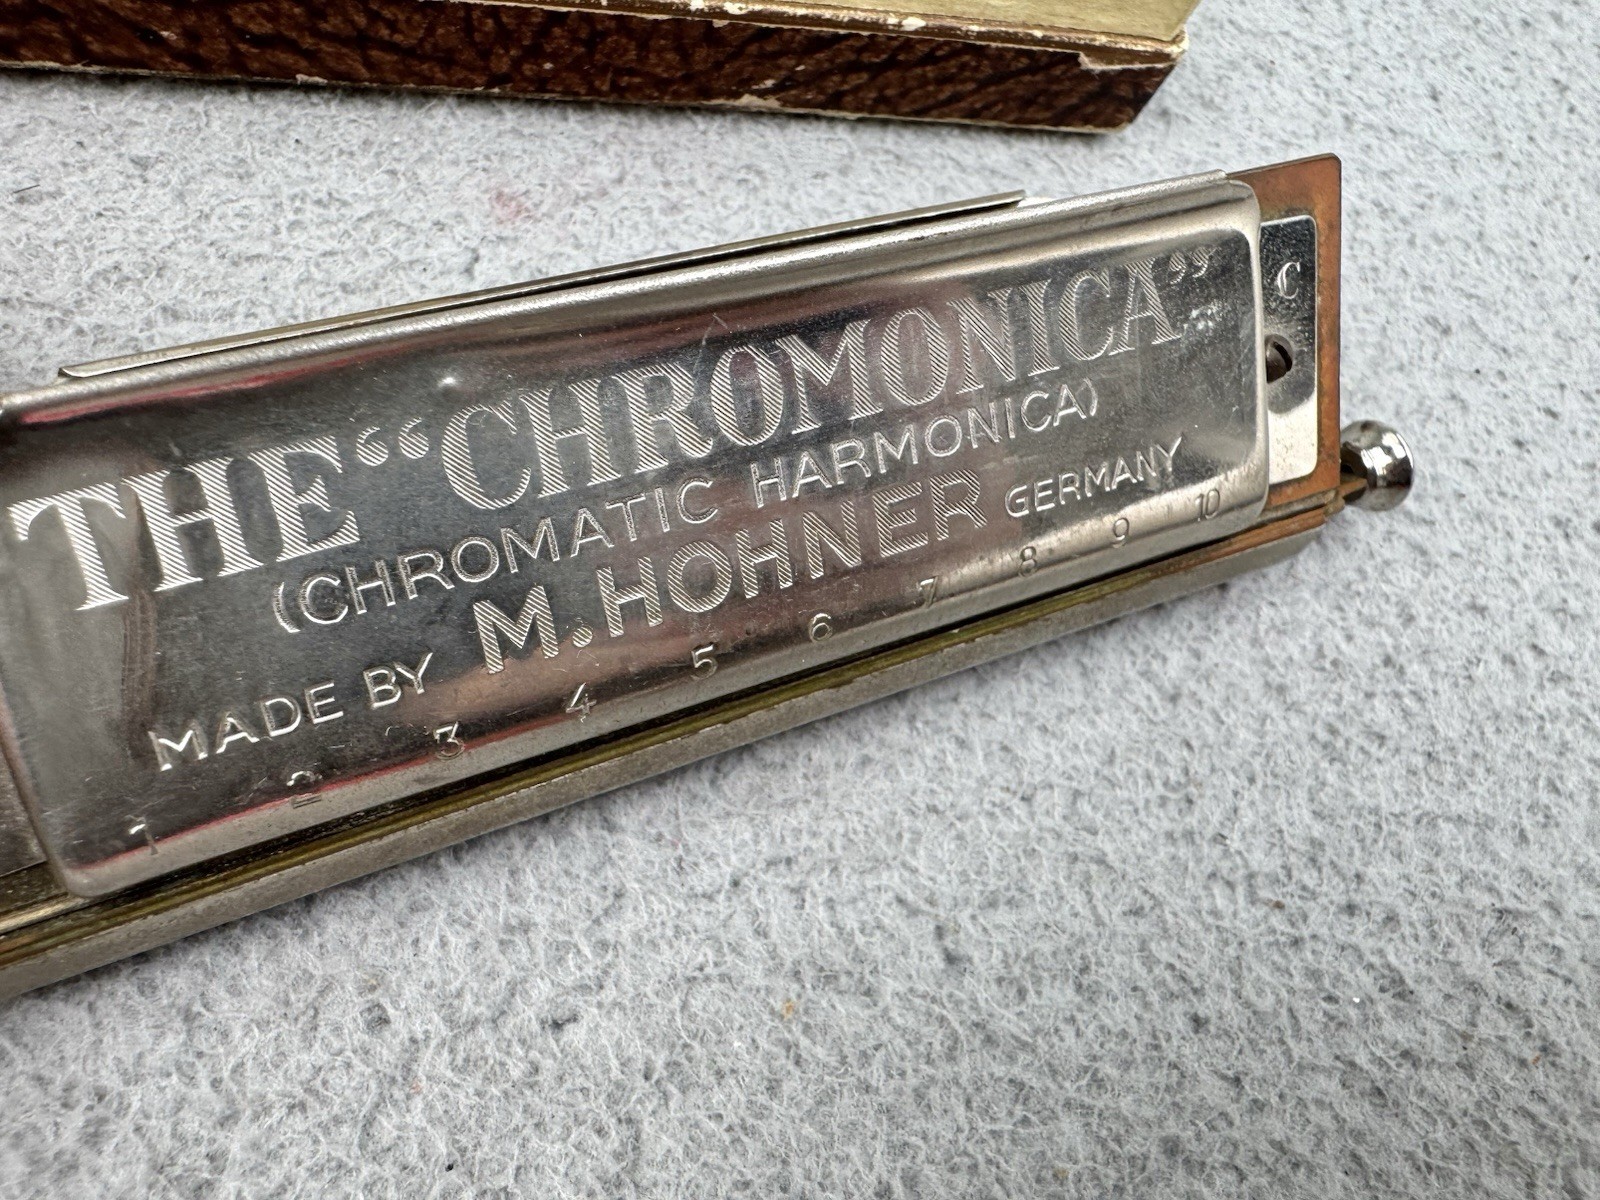 THE “CHROMONICA”
(CHROMATIC HARMONICA)
MADE BY M. HOHNER GERMANY
1 2 3 4 5 6 7 8 9 10
C